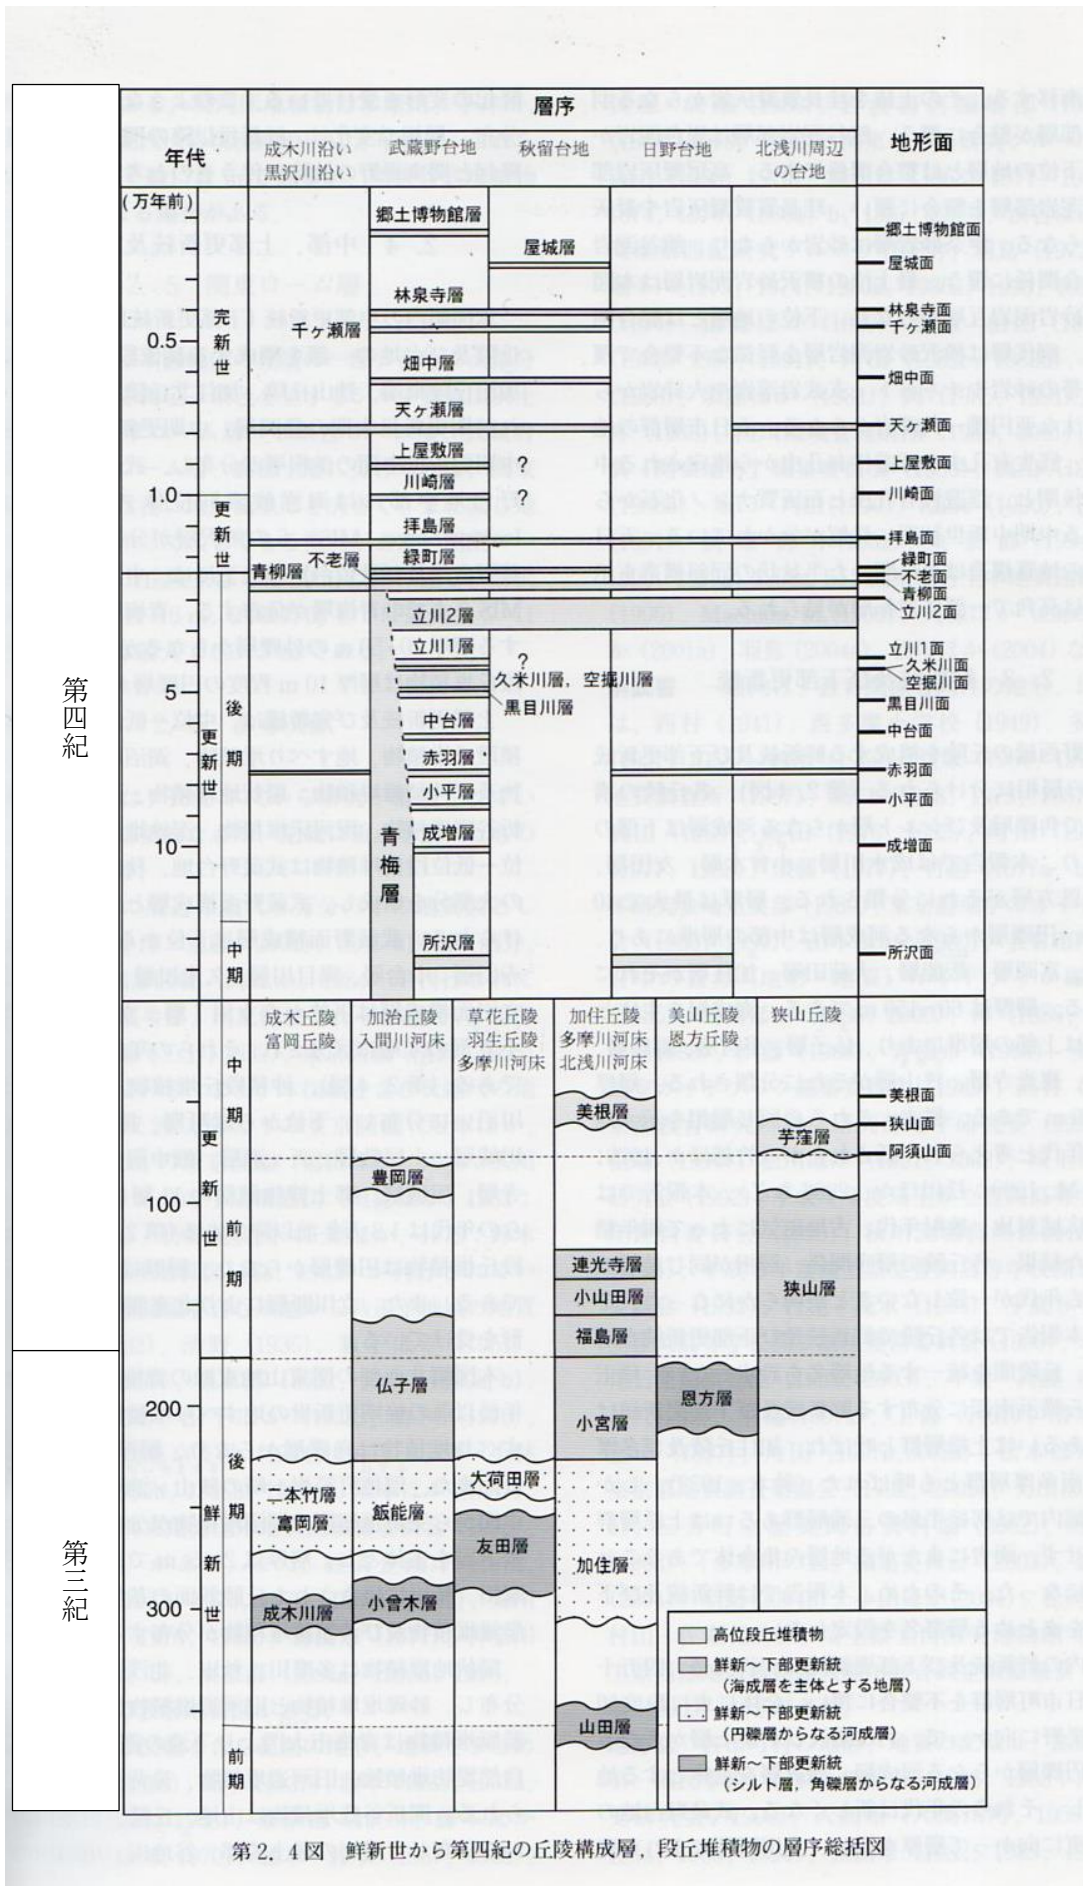 層序
年代
成木川沿い
黒沢川沿い
武蔵野台地
秋留台地
日野台地
北浅川周辺
の台地
地形面
(万年前)
郷土博物館層
郷土博物館面
屋城層
屋城面
林泉寺層
林泉寺面
千ヶ瀬層
千ヶ瀬面
完新世
0.5
畑中層
畑中面
天ヶ瀬層
天ヶ瀬面
上屋敷層
?
上屋敷面
川崎層
?
川崎面
1.0
更新世
拝島層
拝島面
不老層
緑町層
緑町面
青柳層
不老面
青柳面
立川2層
立川2面
立川1層
立川1面
?
久米川層，空掘川層
久米川面
空掘川面
黒目川層
黒目川面
第四紀
5
後期
更新世
中台層
中台面
赤羽層
赤羽面
小平層
小平面
青梅層
成増層
成増面
10
中期
所沢層
所沢面
成木丘陵
富岡丘陵
加治丘陵
入間川河床
草花丘陵
羽生丘陵
多摩川河床
加住丘陵
多摩川河床
北浅川河床
美山丘陵
恩方丘陵
狭山丘陵
中期
美根層
美根面
芋窪層
狭山面
阿須山面
更新世
豊岡層
100
前期
連光寺層
小山田層
狭山層
福島層
仏子層
恩方層
200
小宮層
第三紀
後期
鮮新世
大荷田層
二本竹層
富岡層
飯能層
友田層
加住層
300
成木川層
小曾木層
山田層
前期
高位段丘堆積物
鮮新～下部更新統
(海成層を主体とする地層)
鮮新～下部更新統
(円礫層からなる河成層)
鮮新～下部更新統
(シルト層，角礫層からなる河成層)
第2. 4図 鮮新世から第四紀の丘陵構成層，段丘堆積物の層序総括図